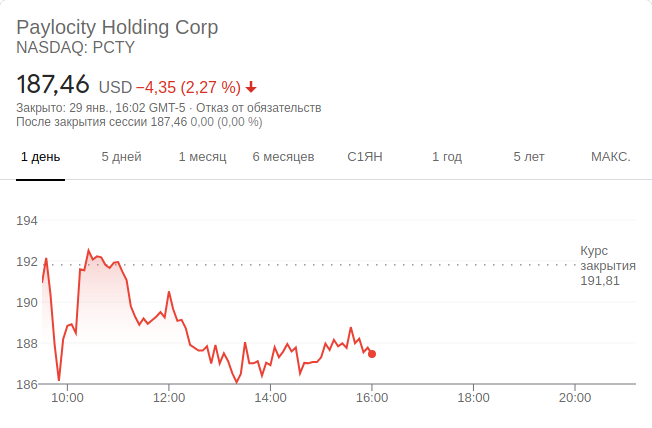 Paylocity Holding Corp
NASDAQ: PCTY
187,46 USD −4,35 (2,27 %)
Закрыто: 29 янв., 16:02 GMT-5 · Отказ от обязательств
После закрытия сессии 187,46 0,00 (0,00 %)
1 день 5 дней 1 месяц 6 месяцев С1ЯН 1 год 5 лет МАКС.
194
192
190
188
186
Курс
закрытия
191,81
10:00 12:00 14:00 16:00 18:00 20:00